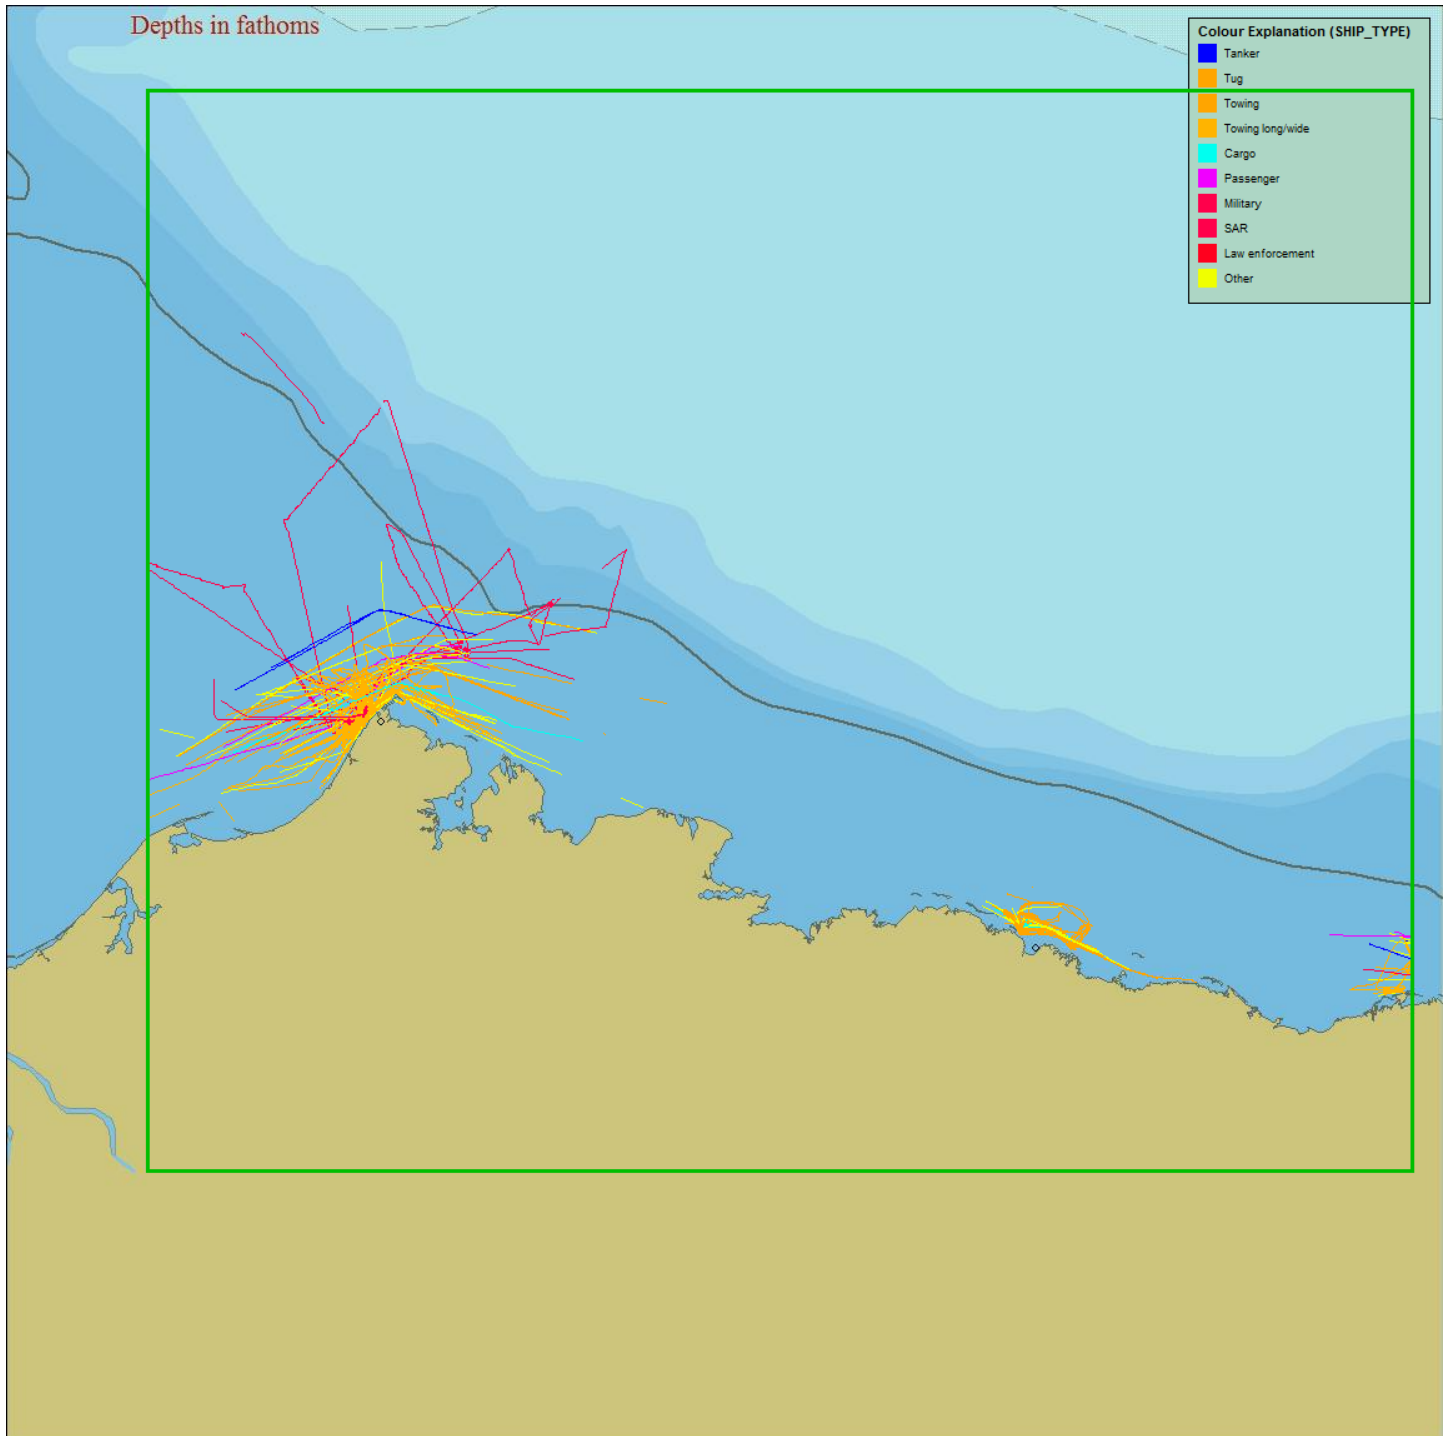 Depths in fathoms
Colour Explanation (SHIP_TYPE)
Tanker
Tug
Towing
Towing long/wide
Cargo
Passenger
Military
SAR
Law enforcement
Other